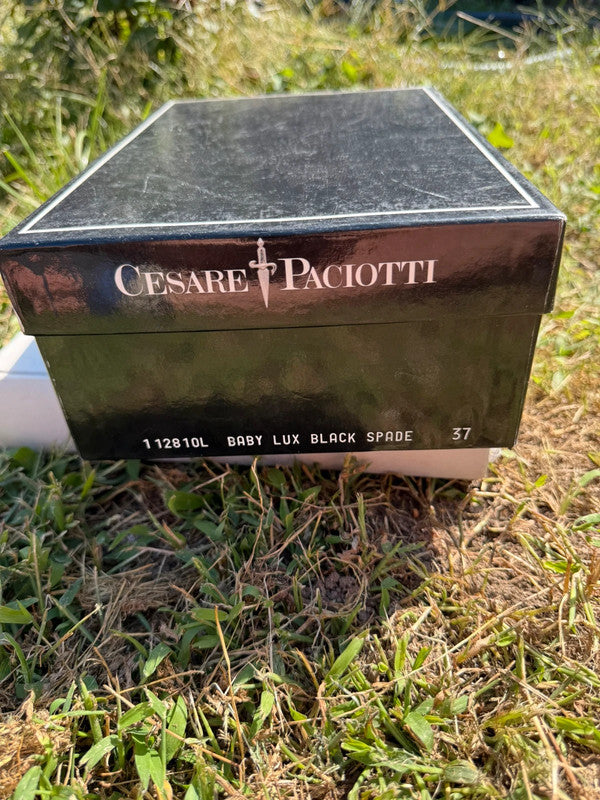 CESARE PACIOTTI
112810L BABY LUX BLACK SPADE 37